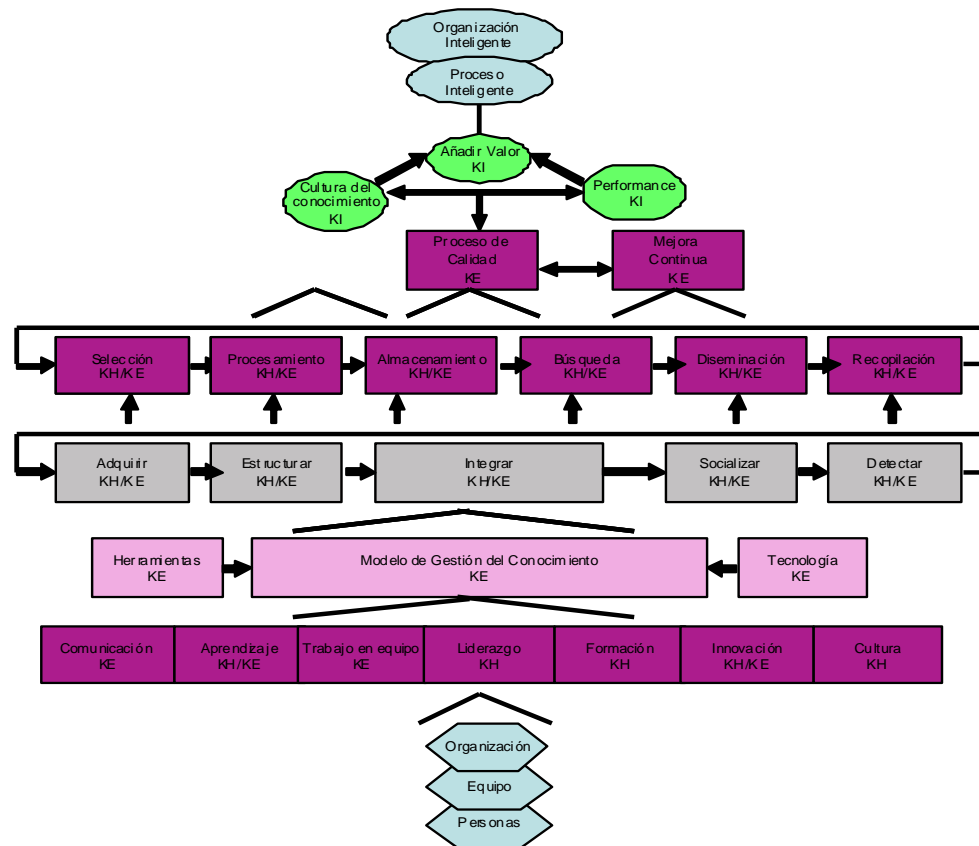 Organización
Inteligente
Proceso
Inteligente
Añadir Valor
KI
Cultura del
conocimiento
KI
Performance
KI
Proceso de
Calidad
KE
Mejora
Continua
KE
Selección
KH/KE
Procesamiento
KH/KE
Almacenamiento
KH/KE
Búsqueda
KH/KE
Diseminación
KH/KE
Recopilación
KH/KE
Adquirir
KH/KE
Estructurar
KH/KE
Integrar
KH/KE
Socializar
KH/KE
Detectar
KH/KE
Herramientas
KE
Modelo de Gestión del Conocimiento
KE
Tecnología
KE
Comunicación
KE
Aprendizaje
KH/KE
Trabajo en equipo
KE
Liderazgo
KH
Formación
KH
Innovación
KH/KE
Cultura
KH
Organización
Equipo
Personas